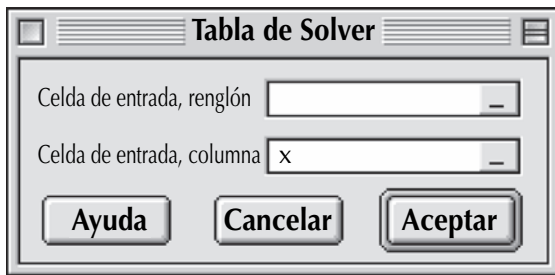 Tabla de Solver
Celda de entrada, renglón
Celda de entrada, columna x
Ayuda Cancelar Aceptar